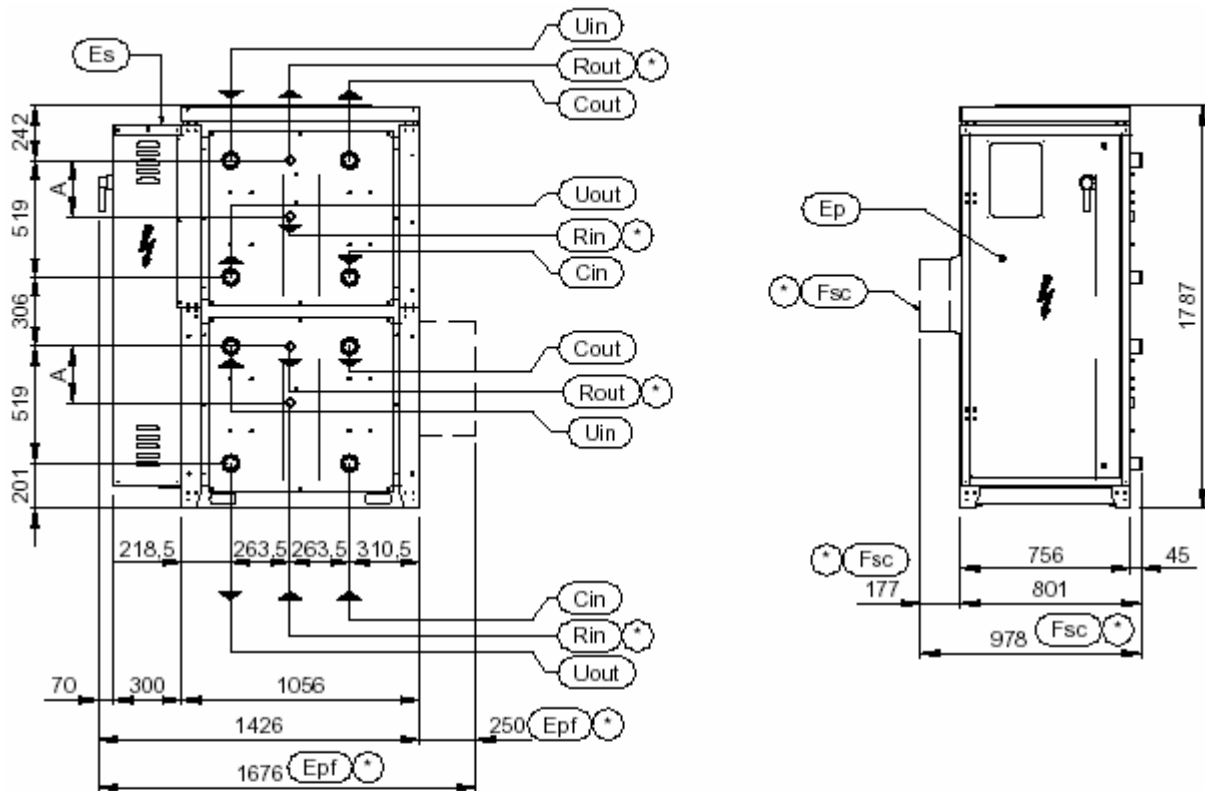 Uin
Es
Rout *
Cout
242
A
519
Uout
Rin *
Cin
306
Cout
A
Rout *
519
Uin
201
218,5 263,5 263,5 310,5
Cin
Rin *
Uout
70 300 1056
1426 250 Epf *
1676 Epf *
Ep
* Fsc
1787
* Fsc 756 45
177 801
978 Fsc *